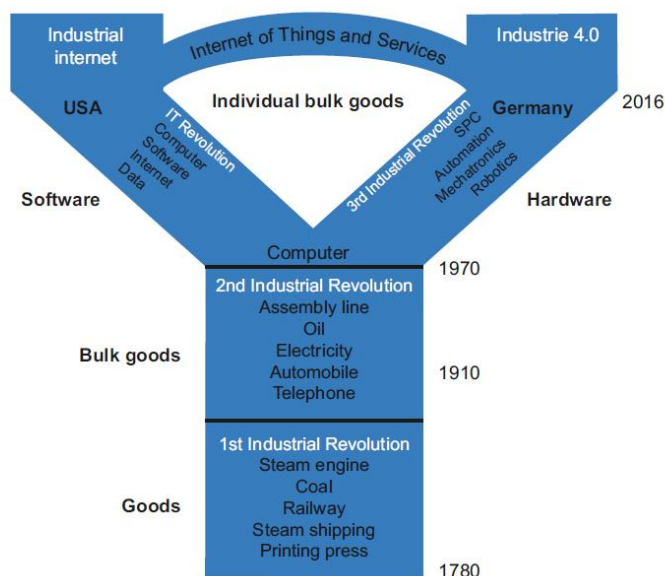 Industrial
internet
Internet of Things and Services
Industrie 4.0
USA
Individual bulk goods
Germany
2016
IT Revolution
Computer
Software
Internet
Data
3rd Industrial Revolution
SPC
Automation
Mechatronics
Robotics
Software
Hardware
Computer
1970
2nd Industrial Revolution
Assembly line
Oil
Electricity
Automobile
Telephone
Bulk goods
1910
1st Industrial Revolution
Steam engine
Coal
Railway
Steam shipping
Printing press
Goods
1780